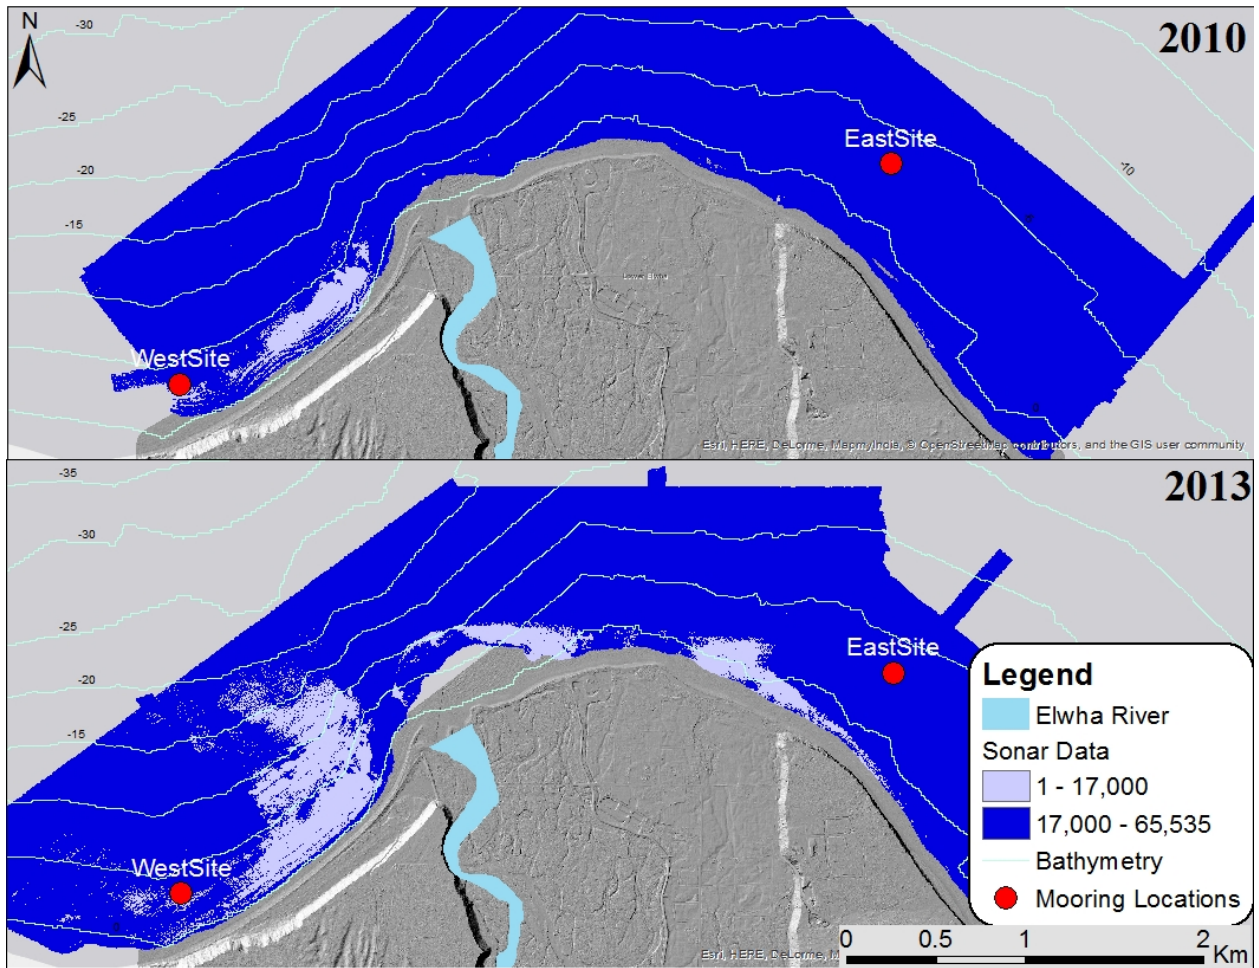 N
2010
-30
-25
-20
-15
-10
EastSite
WestSite
Lower Elwha
Esri, HERE, DeLorme, MapmyIndia, © OpenStreetMap contributors, and the GIS user community
2013
-35
-30
-25
-20
-15
EastSite
WestSite
Legend
Elwha River
Sonar Data
1 - 17,000
17,000 - 65,535
Bathymetry
Mooring Locations
Esri, HERE, DeLorme, M
0 0.5 1 2
Km